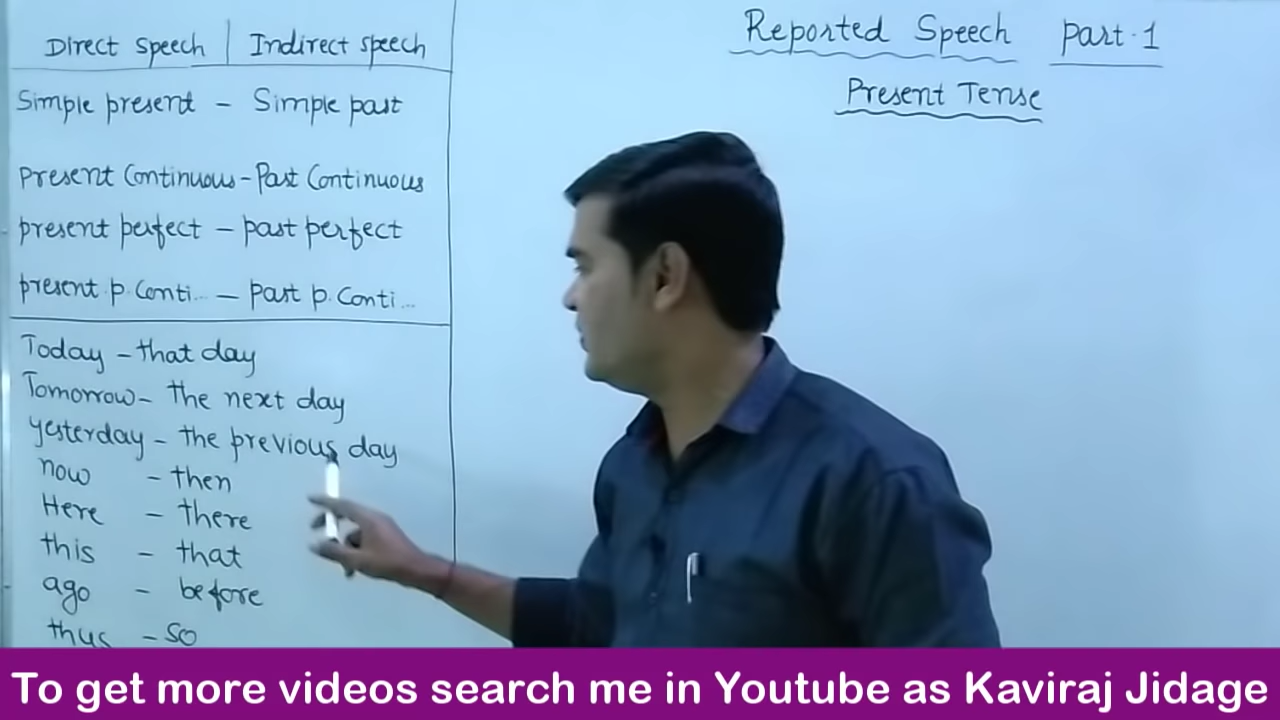 Direct Speech | Indirect speech
Simple present - Simple past
Present Continuous - Past Continuous
present perfect - past perfect
present p. Conti... - past p. Conti...
Today - that day
Tomorrow - the next day
yesterday - the previous day
now - then
Here - there
this - that
ago - before
thus - so
Reported Speech Part-1
Present Tense
To get more videos search me in Youtube as Kaviraj Jidage